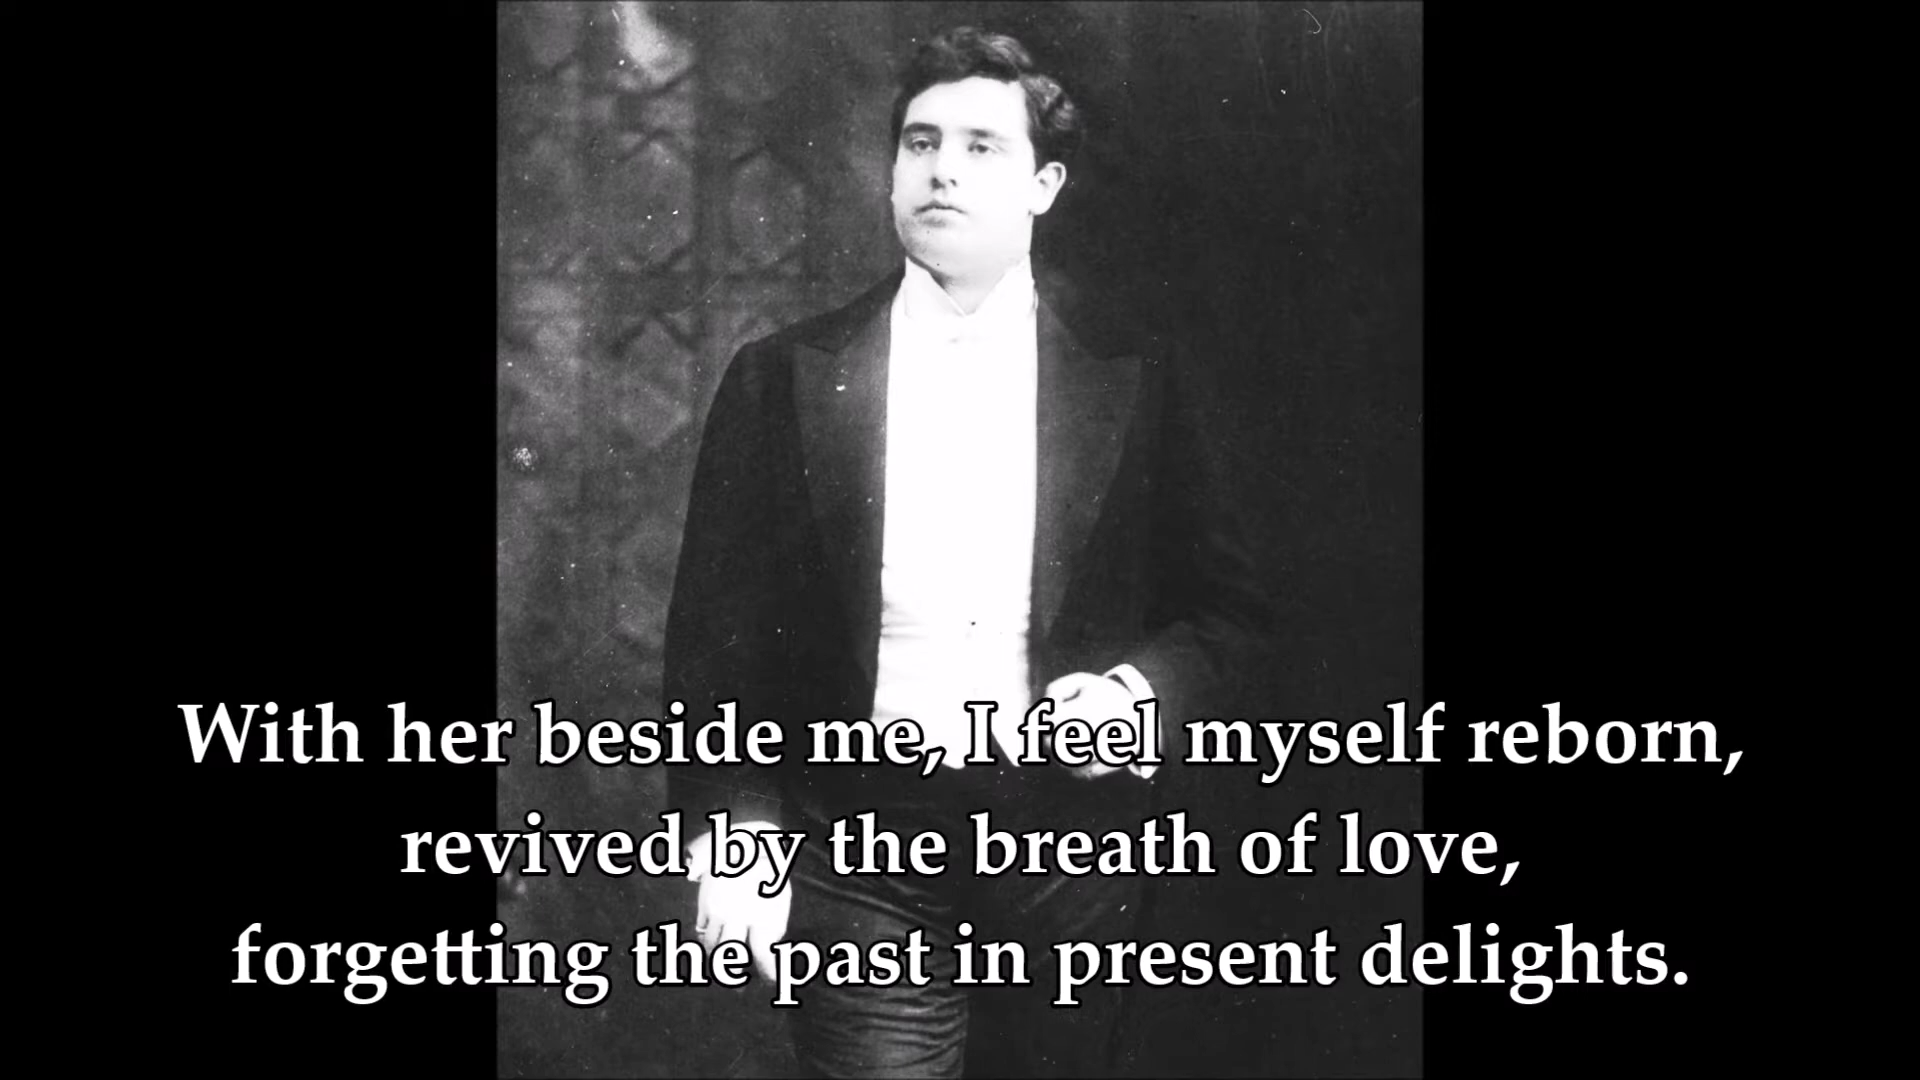 With her beside me, I feel myself reborn,
revived by the breath of love,
forgetting the past in present delights.